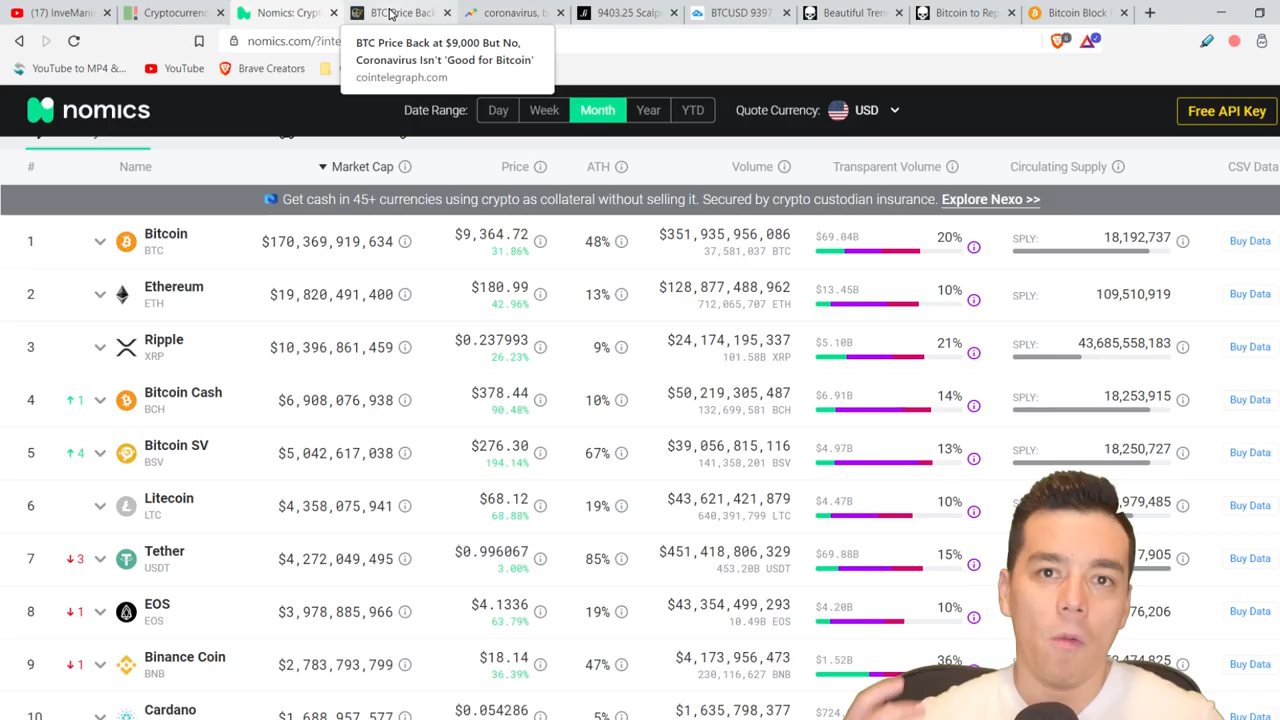 (17) InveMania
Cryptocurrenc
Nomics: Crypt
BTC Price Back
coronavirus, b
9403.25 Scalp
BTCUSD 9397
Beautiful Tren
Bitcoin to Rep
Bitcoin Block
nomics.com/?inte
6
YouTube to MP4 &...
YouTube
Brave Creators
BTC Price Back at $9,000 But No,
Coronavirus Isn't 'Good for Bitcoin'
cointelegraph.com
nomics
Date Range:
Day
Week
Month
Year
YTD
Quote Currency:
USD
Free API Key
#
Name
Market Cap
Price
ATH
Volume
Transparent Volume
Circulating Supply
CSV Data
Get cash in 45+ currencies using crypto as collateral without selling it. Secured by crypto custodian insurance. Explore Nexo >>
1 Bitcoin $170,369,919,634 $9,364.72 48% $351,935,956,086 $69.04B 20% SPLY: 18,192,737 Buy Data
BTC 31.86% 37,581,037 BTC
2 Ethereum $19,820,491,400 $180.99 13% $128,877,488,962 $13.45B 10% SPLY: 109,510,919 Buy Data
ETH 42.96% 712,065,707 ETH
3 Ripple $10,396,861,459 $0.237993 9% $24,174,195,337 $5.10B 21% SPLY: 43,685,558,183 Buy Data
XRP 26.23% 101.58B XRP
4 1 Bitcoin Cash $6,908,076,938 $378.44 10% $50,219,305,487 $6.91B 14% SPLY: 18,253,915 Buy Data
BCH 90.48% 132,699,581 BCH
5 4 Bitcoin SV $5,042,617,038 $276.30 67% $39,056,815,116 $4.97B 13% SPLY: 18,250,727 Buy Data
BSV 194.14% 141,358,201 BSV
6 Litecoin $4,358,075,941 $68.12 19% $43,621,421,879 $4.47B 10% ,979,485 Buy Data
LTC 68.88% 640,391,799 LTC
7 3 Tether $4,272,049,495 $0.996067 85% $451,418,806,329 $69.88B 15% 7,905 Buy Data
USDT 3.00% 453.20B USDT
8 1 EOS $3,978,885,966 $4.1336 19% $43,354,499,293 $4.20B 10% 76,206 Buy Data
EOS 63.79% 10.49B EOS
9 1 Binance Coin $2,783,793,799 $18.14 47% $4,173,956,473 $1.52B 36% Buy Data
BNB 36.39% 230,116,627 BNB
10 Cardano $1,688,957,577 $0.054286 5% $1,635,798,377 $724.